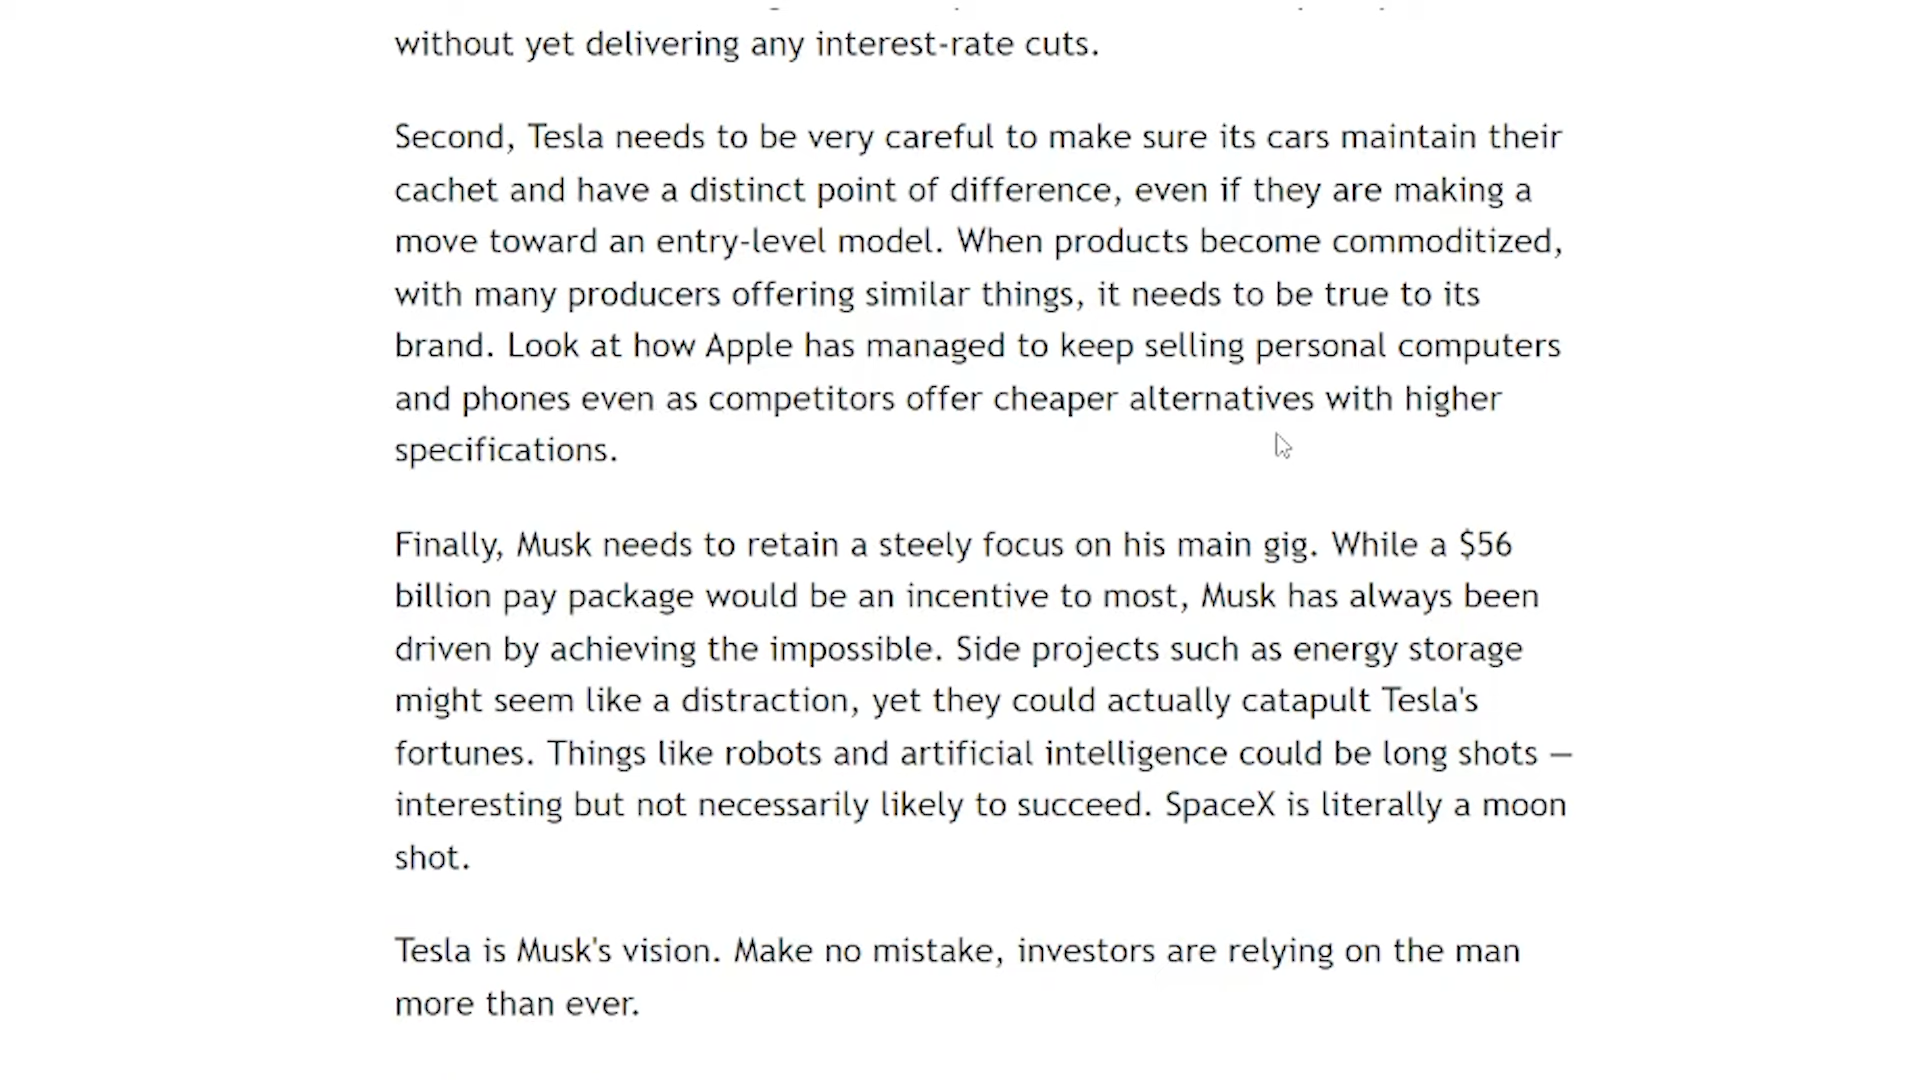 without yet delivering any interest-rate cuts.
Second, Tesla needs to be very careful to make sure its cars maintain their
cachet and have a distinct point of difference, even if they are making a
move toward an entry-level model. When products become commoditized,
with many producers offering similar things, it needs to be true to its
brand. Look at how Apple has managed to keep selling personal computers
and phones even as competitors offer cheaper alternatives with higher
specifications.
Finally, Musk needs to retain a steely focus on his main gig. While a $56
billion pay package would be an incentive to most, Musk has always been
driven by achieving the impossible. Side projects such as energy storage
might seem like a distraction, yet they could actually catapult Tesla's
fortunes. Things like robots and artificial intelligence could be long shots —
interesting but not necessarily likely to succeed. SpaceX is literally a moon
shot.
Tesla is Musk's vision. Make no mistake, investors are relying on the man
more than ever.